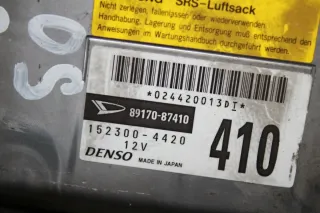 SRS-Luftsack
Nicht zerlegen, fallenlassen oder wiederverwenden.
Handhabung, Lagerung und Entsorgung muß entsprechend den
Anweisungen im Wartungshandbuch durchgeführt werden.
*024420013DI*
89170-87410
152300-4420
12V
410
DENSO MADE IN JAPAN